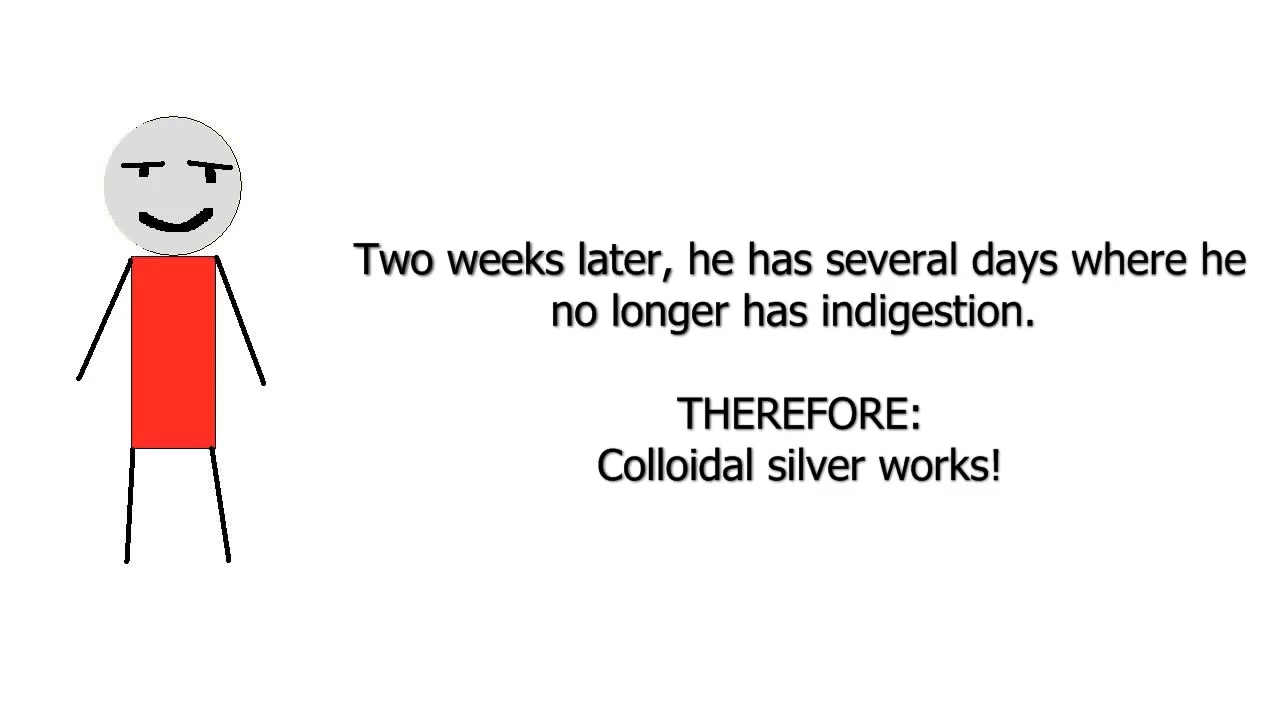 Two weeks later, he has several days where he
no longer has indigestion.
THEREFORE:
Colloidal silver works!